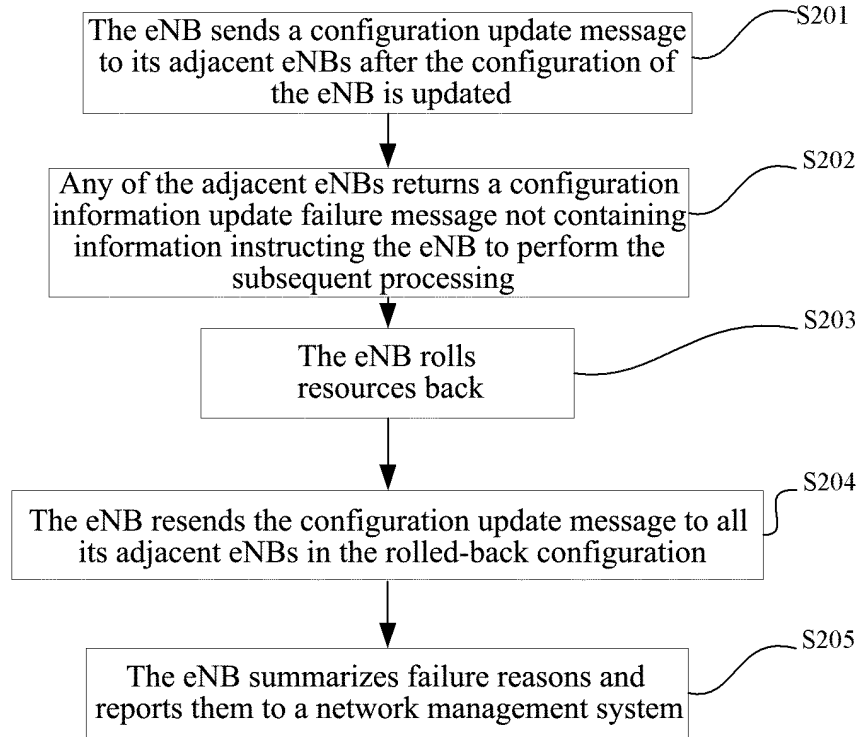 The eNB sends a configuration update message
to its adjacent eNBs after the configuration of
the eNB is updated
S201
Any of the adjacent eNBs returns a configuration
information update failure message not containing
information instructing the eNB to perform the
subsequent processing
S202
The eNB rolls
resources back
S203
The eNB resends the configuration update message to all
its adjacent eNBs in the rolled-back configuration
S204
The eNB summarizes failure reasons and
reports them to a network management system
S205